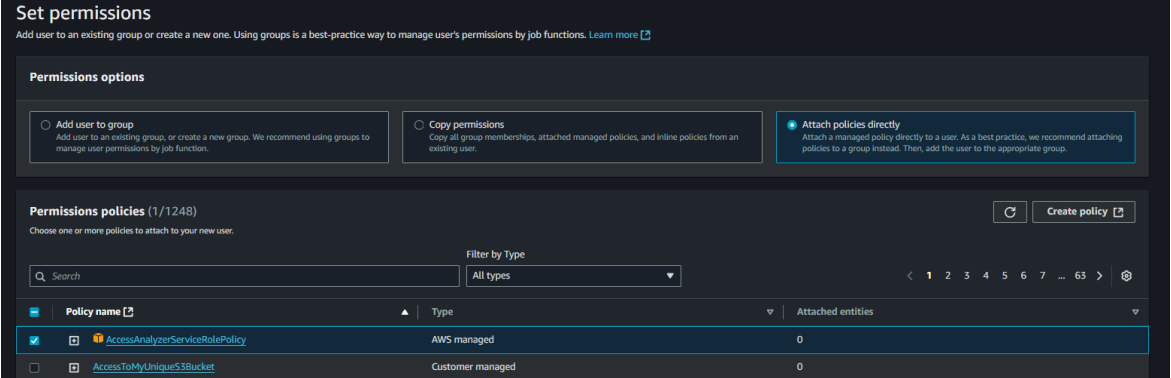 Set permissions
Add user to an existing group or create a new one. Using groups is a best-practice way to manage user's permissions by job functions. Learn more
Permissions options
Add user to group
Add user to an existing group, or create a new group. We recommend using groups to
manage user permissions by job function.
Copy permissions
Copy all group memberships, attached managed policies, and inline policies from an
existing user.
Attach policies directly
Attach a managed policy directly to a user. As a best practice, we recommend attaching
policies to a group instead. Then, add the user to the appropriate group.
Permissions policies (1/1248)
Create policy
Choose one or more policies to attach to your new user.
Filter by Type
Search
All types
1 2 3 4 5 6 7 ... 63
Policy name Type Attached entities
AccessAnalyzerServiceRolePolicy AWS managed 0
AccessToMyUniqueS3Bucket Customer managed 0